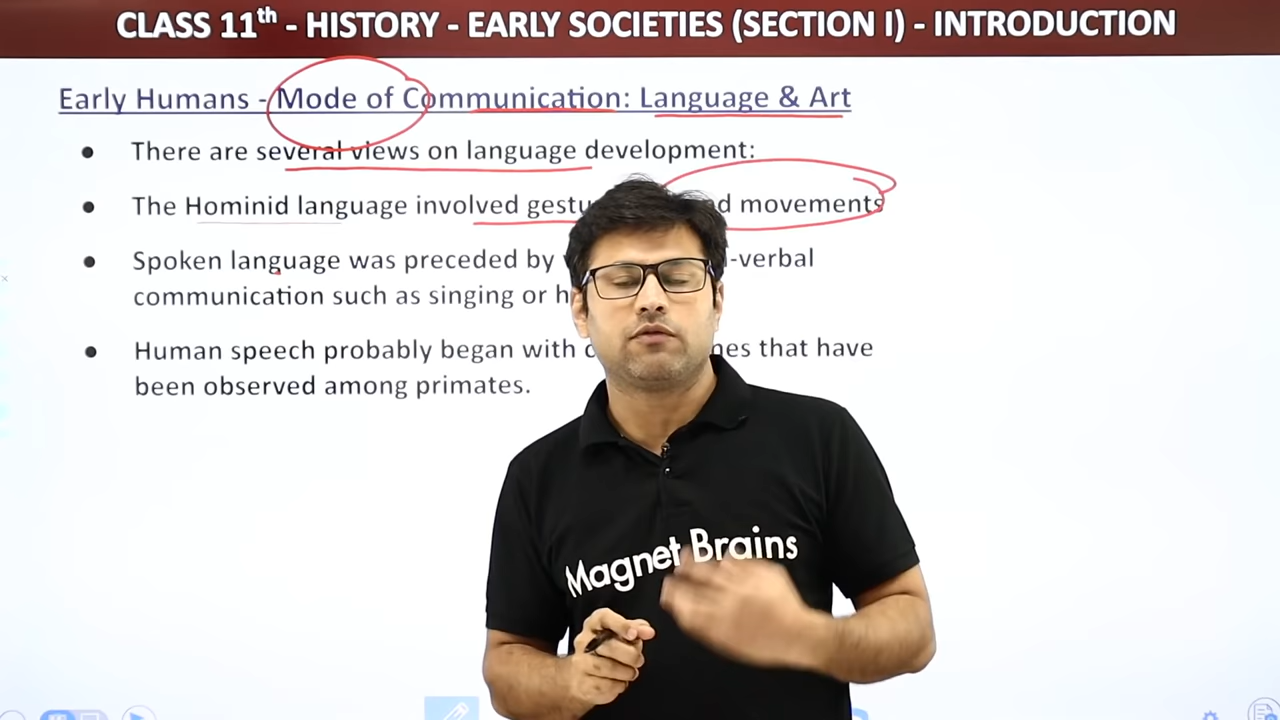 CLASS 11th - HISTORY - EARLY SOCIETIES (SECTION I) - INTRODUCTION
Early Humans - Mode of Communication: Language & Art
● There are several views on language development:
● The Hominid language involved movements
● Spoken language was preceded by -verbal
communication such as singing or
● Human speech probably began with that have
been observed among primates.
Magnet Brains